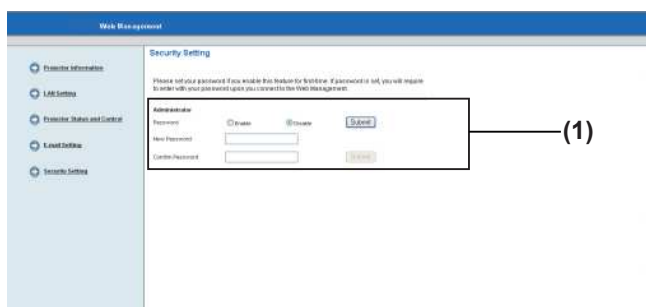 Web Management
Security Setting
Projector Information
LAN Setting
Projector Status and Control
E-mail Setting
Security Setting
Please set your password if you enable this feature for first time. If password is set, you will require
to enter with your password upon you connect to the Web Management.
Administrator
Password
Enable
Disable
Submit
New Password
Confirm Password
Submit
(1)